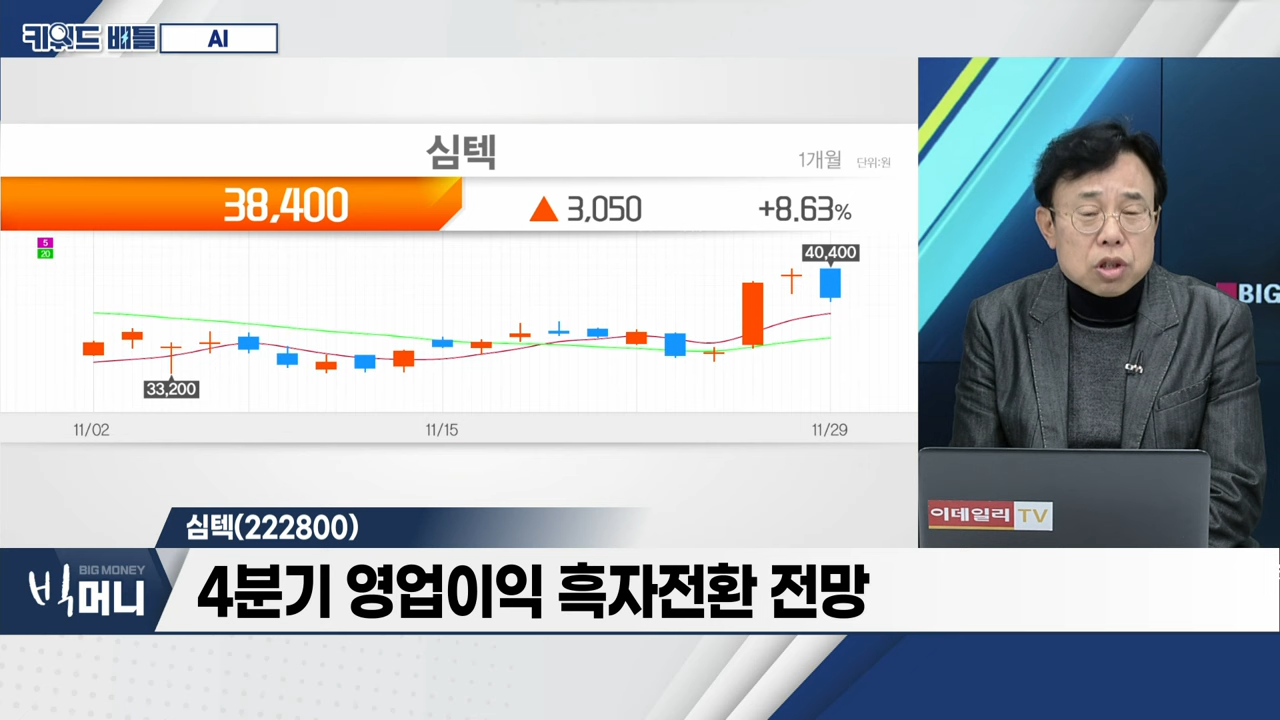 키워드 배틀 AI
심텍
1개월 단위:원
38,400 ▲ 3,050 +8.63%
5
20
40,400
33,200
11/02 11/15 11/29
BIG
이데일리 TV
심텍(222800)
빅머니 BIG MONEY
4분기 영업이익 흑자전환 전망